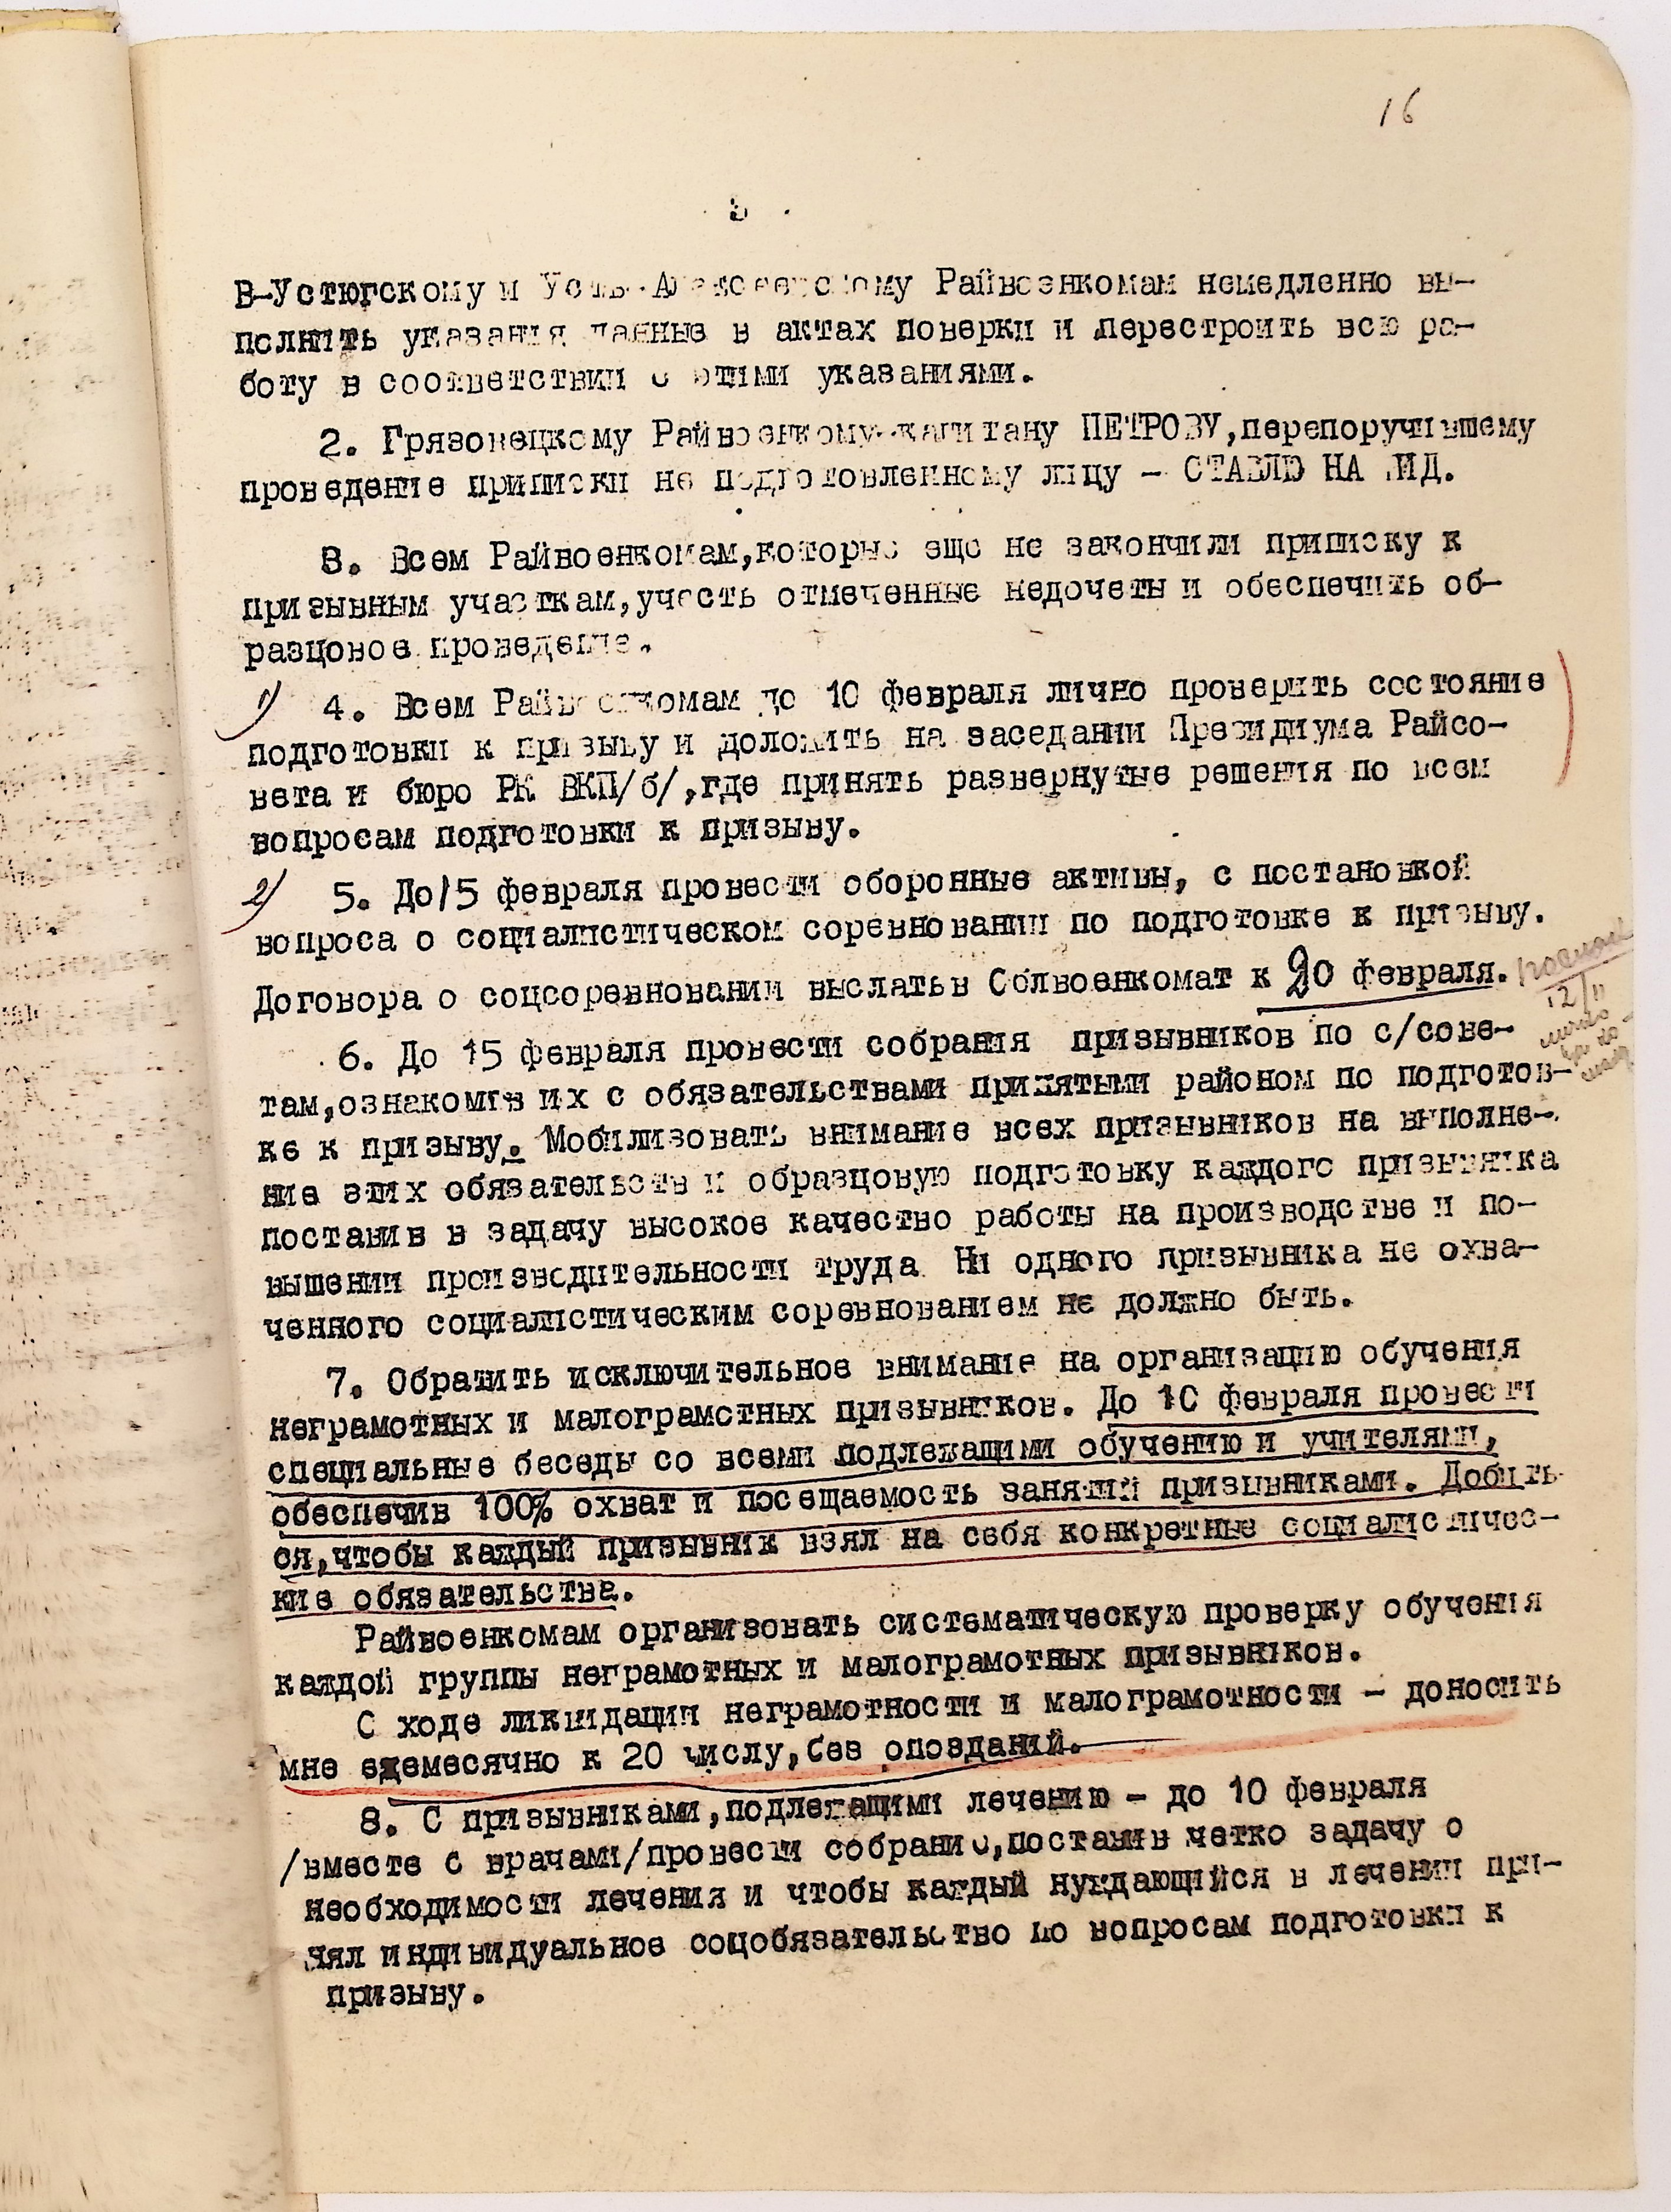 16
В-Устюгскому и Усть-Алексеевскому Райвоенкомам немедленно вы-
полнить указания данные в актах поверки и перестроить всю ра-
боту в соответствии с этими указаниями.
2. Грязовецкому Райвоенкому-капитану ПЕТРОВУ,перепоручившему
проведение приписки не подготовленному лицу - СТАВЛЮ НА ВИД.
3. Всем Райвоенкомам,которые еще не закончили приписку к
призывным участкам,учесть отмеченные недочеты и обеспечить об-
разцовое проведение.
1) 4. Всем Райвоенкомам до 10 февраля лично проверить состояние
подготовки к призыву и доложить на заседании Президиума Райсо-
вета и бюро РК ВКП/б/,где принять развернутые решения по всем
вопросам подготовки к призыву.
2) 5. До 15 февраля провести оборонные активы, с постановкой
вопроса о социалистическом соревновании по подготовке к призыву.
Договора о соцсоревновании выслать в Облвоенкомат к 20 февраля.
12/II
6. До 15 февраля провести собрания призывников по с/сове-
там,ознакомив их с обязательствами принятыми районом по подготов-
ке к призыву. Мобилизовать внимание всех призывников на выполне-
ние этих обязательств и образцовую подготовку каждого призывника
поставив в задачу высокое качество работы на производстве и по-
вышении производительности труда Ни одного призывника не охва-
ченного социалистическим соревнованием не должно быть.
7. Обратить исключительное внимание на организацию обучения
неграмотных и малограмотных призывников. До 10 февраля провести
специальные беседы со всеми подлежащими обучению и учителями,
обеспечив 100% охват и посещаемость занятий призывниками. Добить-
ся,чтобы каждый призывник взял на себя конкретные социалистичес-
кие обязательства.
Райвоенкомам организовать систематическую проверку обучения
каждой группы неграмотных и малограмотных призывников.
О ходе ликвидации неграмотности и малограмотности - доносить
мне ежемесячно к 20 числу,без опозданий.
8. С призывниками,подлежащими лечению - до 10 февраля
/вместе с врачами/провести собрание,поставив четко задачу о
необходимости лечения и чтобы каждый нуждающийся в лечении при-
нял индивидуальное соцобязательство по вопросам подготовки к
призыву.